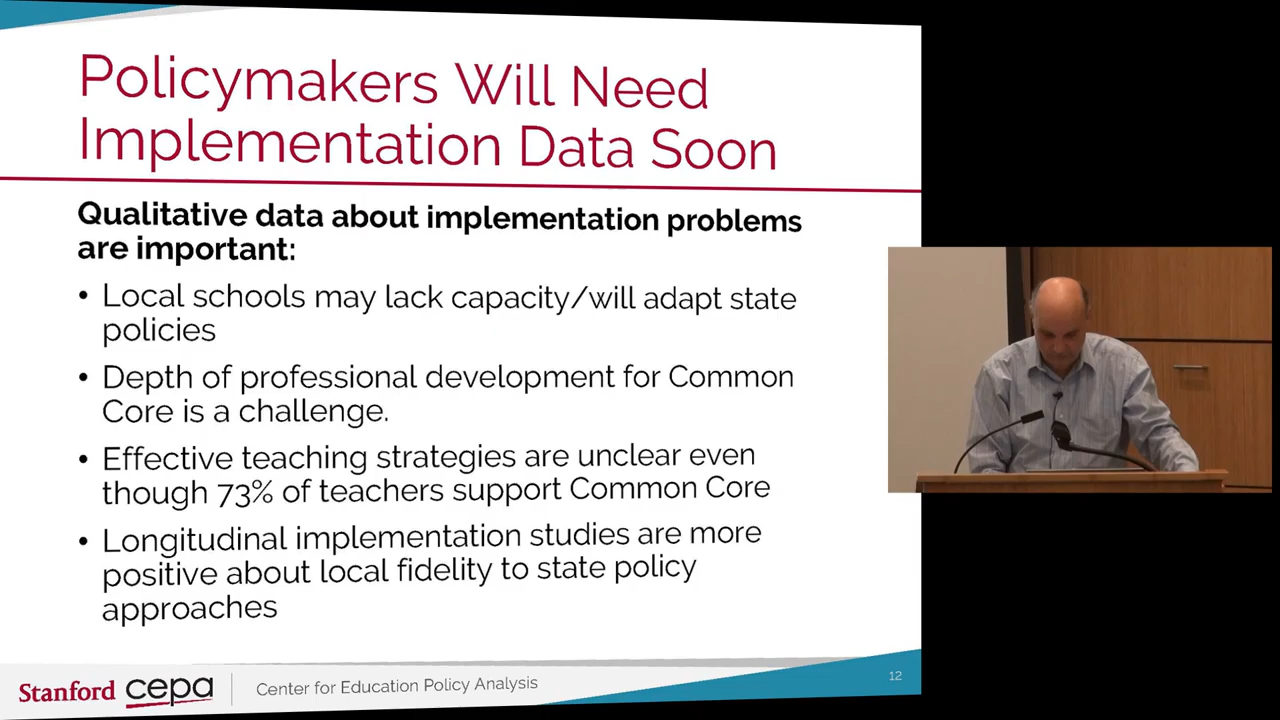 Policymakers Will Need
Implementation Data Soon
Qualitative data about implementation problems
are important:
• Local schools may lack capacity/will adapt state
policies
• Depth of professional development for Common
Core is a challenge.
• Effective teaching strategies are unclear even
though 73% of teachers support Common Core
• Longitudinal implementation studies are more
positive about local fidelity to state policy
approaches
Stanford cepa Center for Education Policy Analysis
12